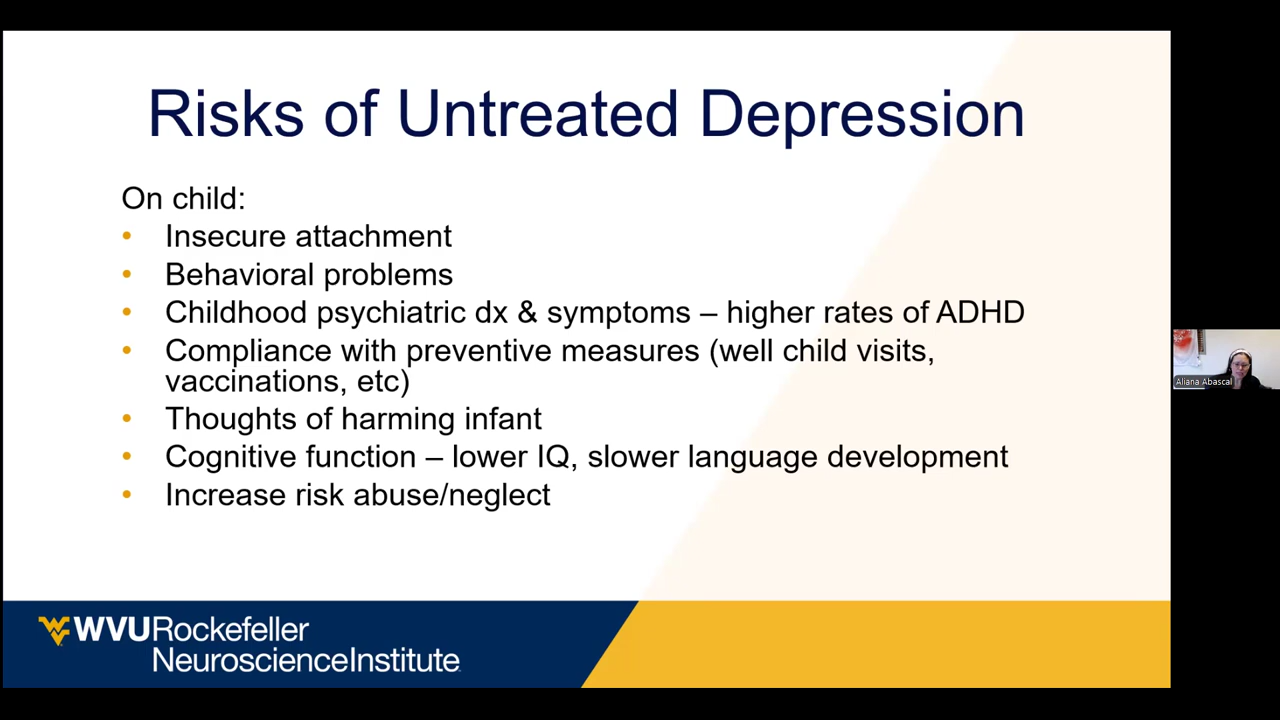 Risks of Untreated Depression
On child:
• Insecure attachment
• Behavioral problems
• Childhood psychiatric dx & symptoms – higher rates of ADHD
• Compliance with preventive measures (well child visits,
vaccinations, etc)
• Thoughts of harming infant
• Cognitive function – lower IQ, slower language development
• Increase risk abuse/neglect
Aliana Abascal
WVU Rockefeller
NeuroscienceInstitute